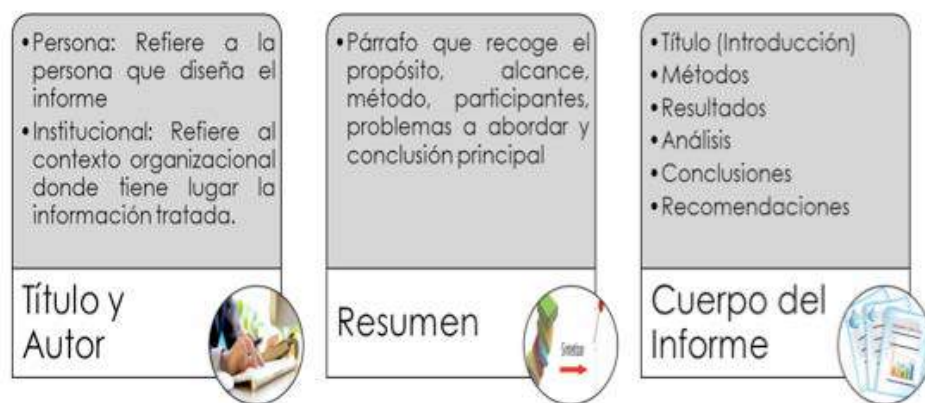 •Persona: Refiere a la
persona que diseña el
informe
•Institucional: Refiere al
contexto organizacional
donde tiene lugar la
información tratada.
Título y
Autor
•Párrafo que recoge el
propósito, alcance,
método, participantes,
problemas a abordar y
conclusión principal
Resumen
Sintetizar
•Título (Introducción)
•Métodos
•Resultados
•Análisis
•Conclusiones
•Recomendaciones
Cuerpo del
Informe